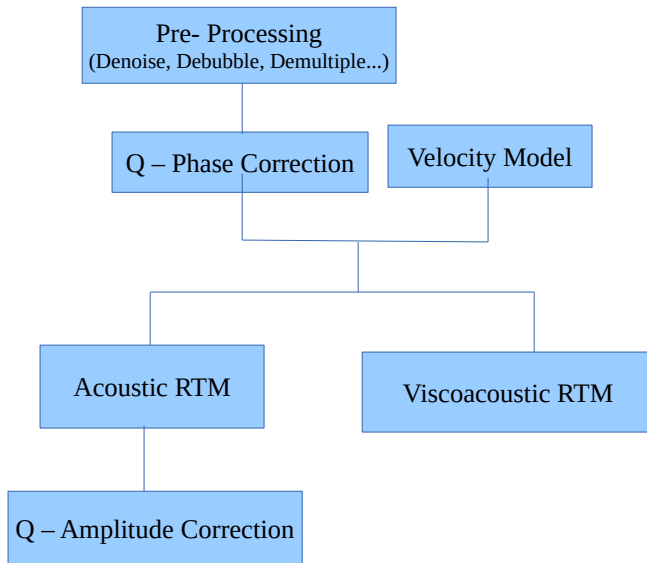 Pre- Processing
(Denoise, Debubble, Demultiple...)
Q – Phase Correction
Velocity Model
Acoustic RTM
Viscoacoustic RTM
Q – Amplitude Correction